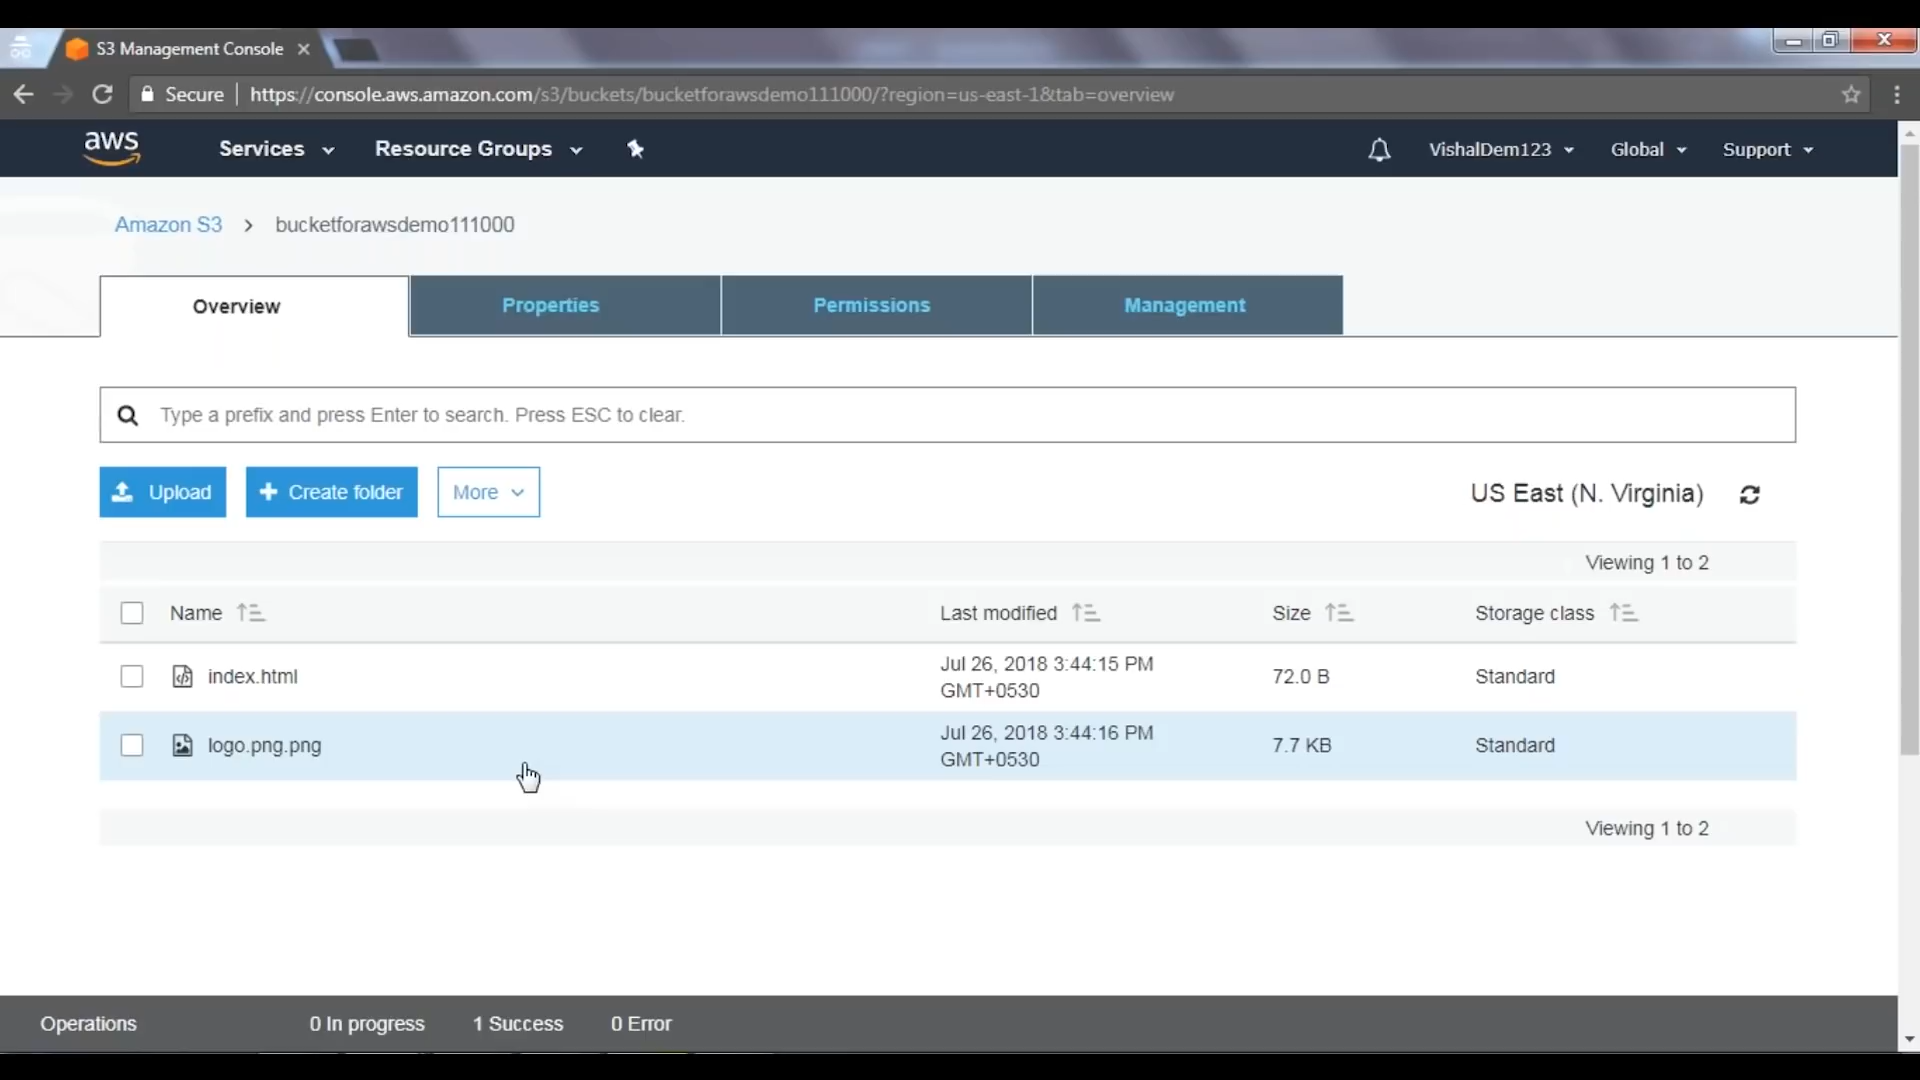 S3 Management Console
Secure https://console.aws.amazon.com/s3/buckets/bucketforawsdemo111000/?region=us-east-1&tab=overview
aws Services Resource Groups VishalDem123 Global Support
Amazon S3 > bucketforawsdemo111000
Overview Properties Permissions Management
Type a prefix and press Enter to search. Press ESC to clear.
Upload Create folder More US East (N. Virginia)
Viewing 1 to 2
Name Last modified Size Storage class
index.html Jul 26, 2018 3:44:15 PM 72.0 B Standard
GMT+0530
logo.png.png Jul 26, 2018 3:44:16 PM 7.7 KB Standard
GMT+0530
Viewing 1 to 2
Operations 0 In progress 1 Success 0 Error